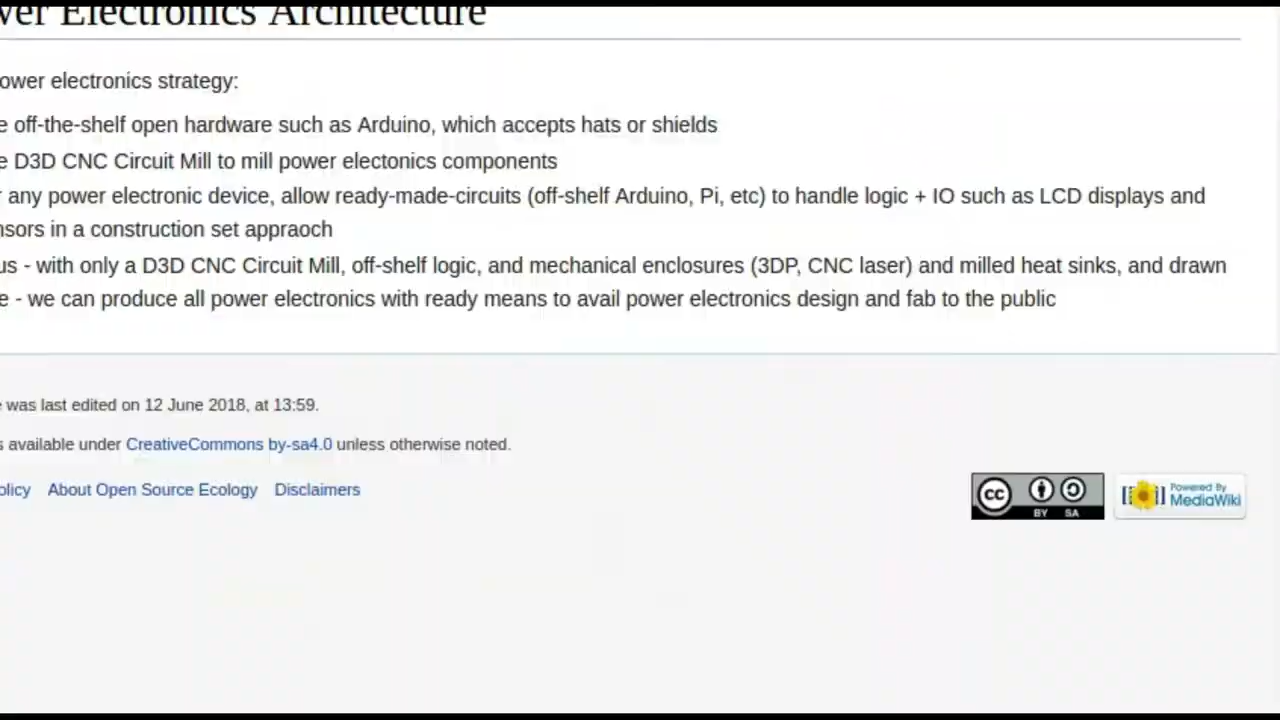 wer Electronics Architecture
ower electronics strategy:
e off-the-shelf open hardware such as Arduino, which accepts hats or shields
e D3D CNC Circuit Mill to mill power electonics components
r any power electronic device, allow ready-made-circuits (off-shelf Arduino, Pi, etc) to handle logic + IO such as LCD displays and
nsors in a construction set appraoch
us - with only a D3D CNC Circuit Mill, off-shelf logic, and mechanical enclosures (3DP, CNC laser) and milled heat sinks, and drawn
e - we can produce all power electronics with ready means to avail power electronics design and fab to the public
e was last edited on 12 June 2018, at 13:59.
s available under CreativeCommons by-sa4.0 unless otherwise noted.
olicy About Open Source Ecology Disclaimers
cc BY SA
Powered By
MediaWiki